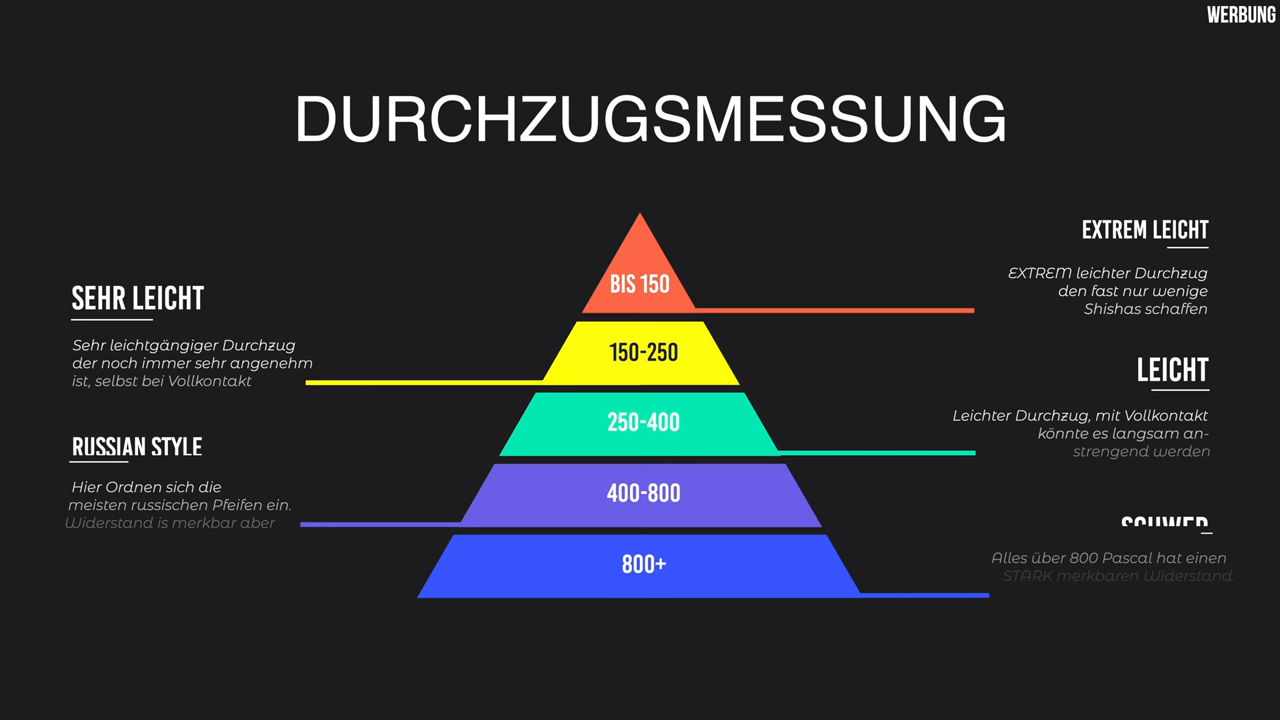 WERBUNG
DURCHZUGSMESSUNG
EXTREM LEICHT
EXTREM leichter Durchzug
den fast nur wenige
Shishas schaffen
BIS 150
SEHR LEICHT
Sehr leichtgängiger Durchzug
der noch immer sehr angenehm
ist, selbst bei Vollkontakt
150-250
LEICHT
Leichter Durchzug, mit Vollkontakt
könnte es langsam an-
strengend werden
250-400
RUSSIAN STYLE
Hier Ordnen sich die
meisten russischen Pfeifen ein.
Widerstand is merkbar aber
400-800
SCHWER
Alles über 800 Pascal hat einen
STARK merkbaren Widerstand.
800+